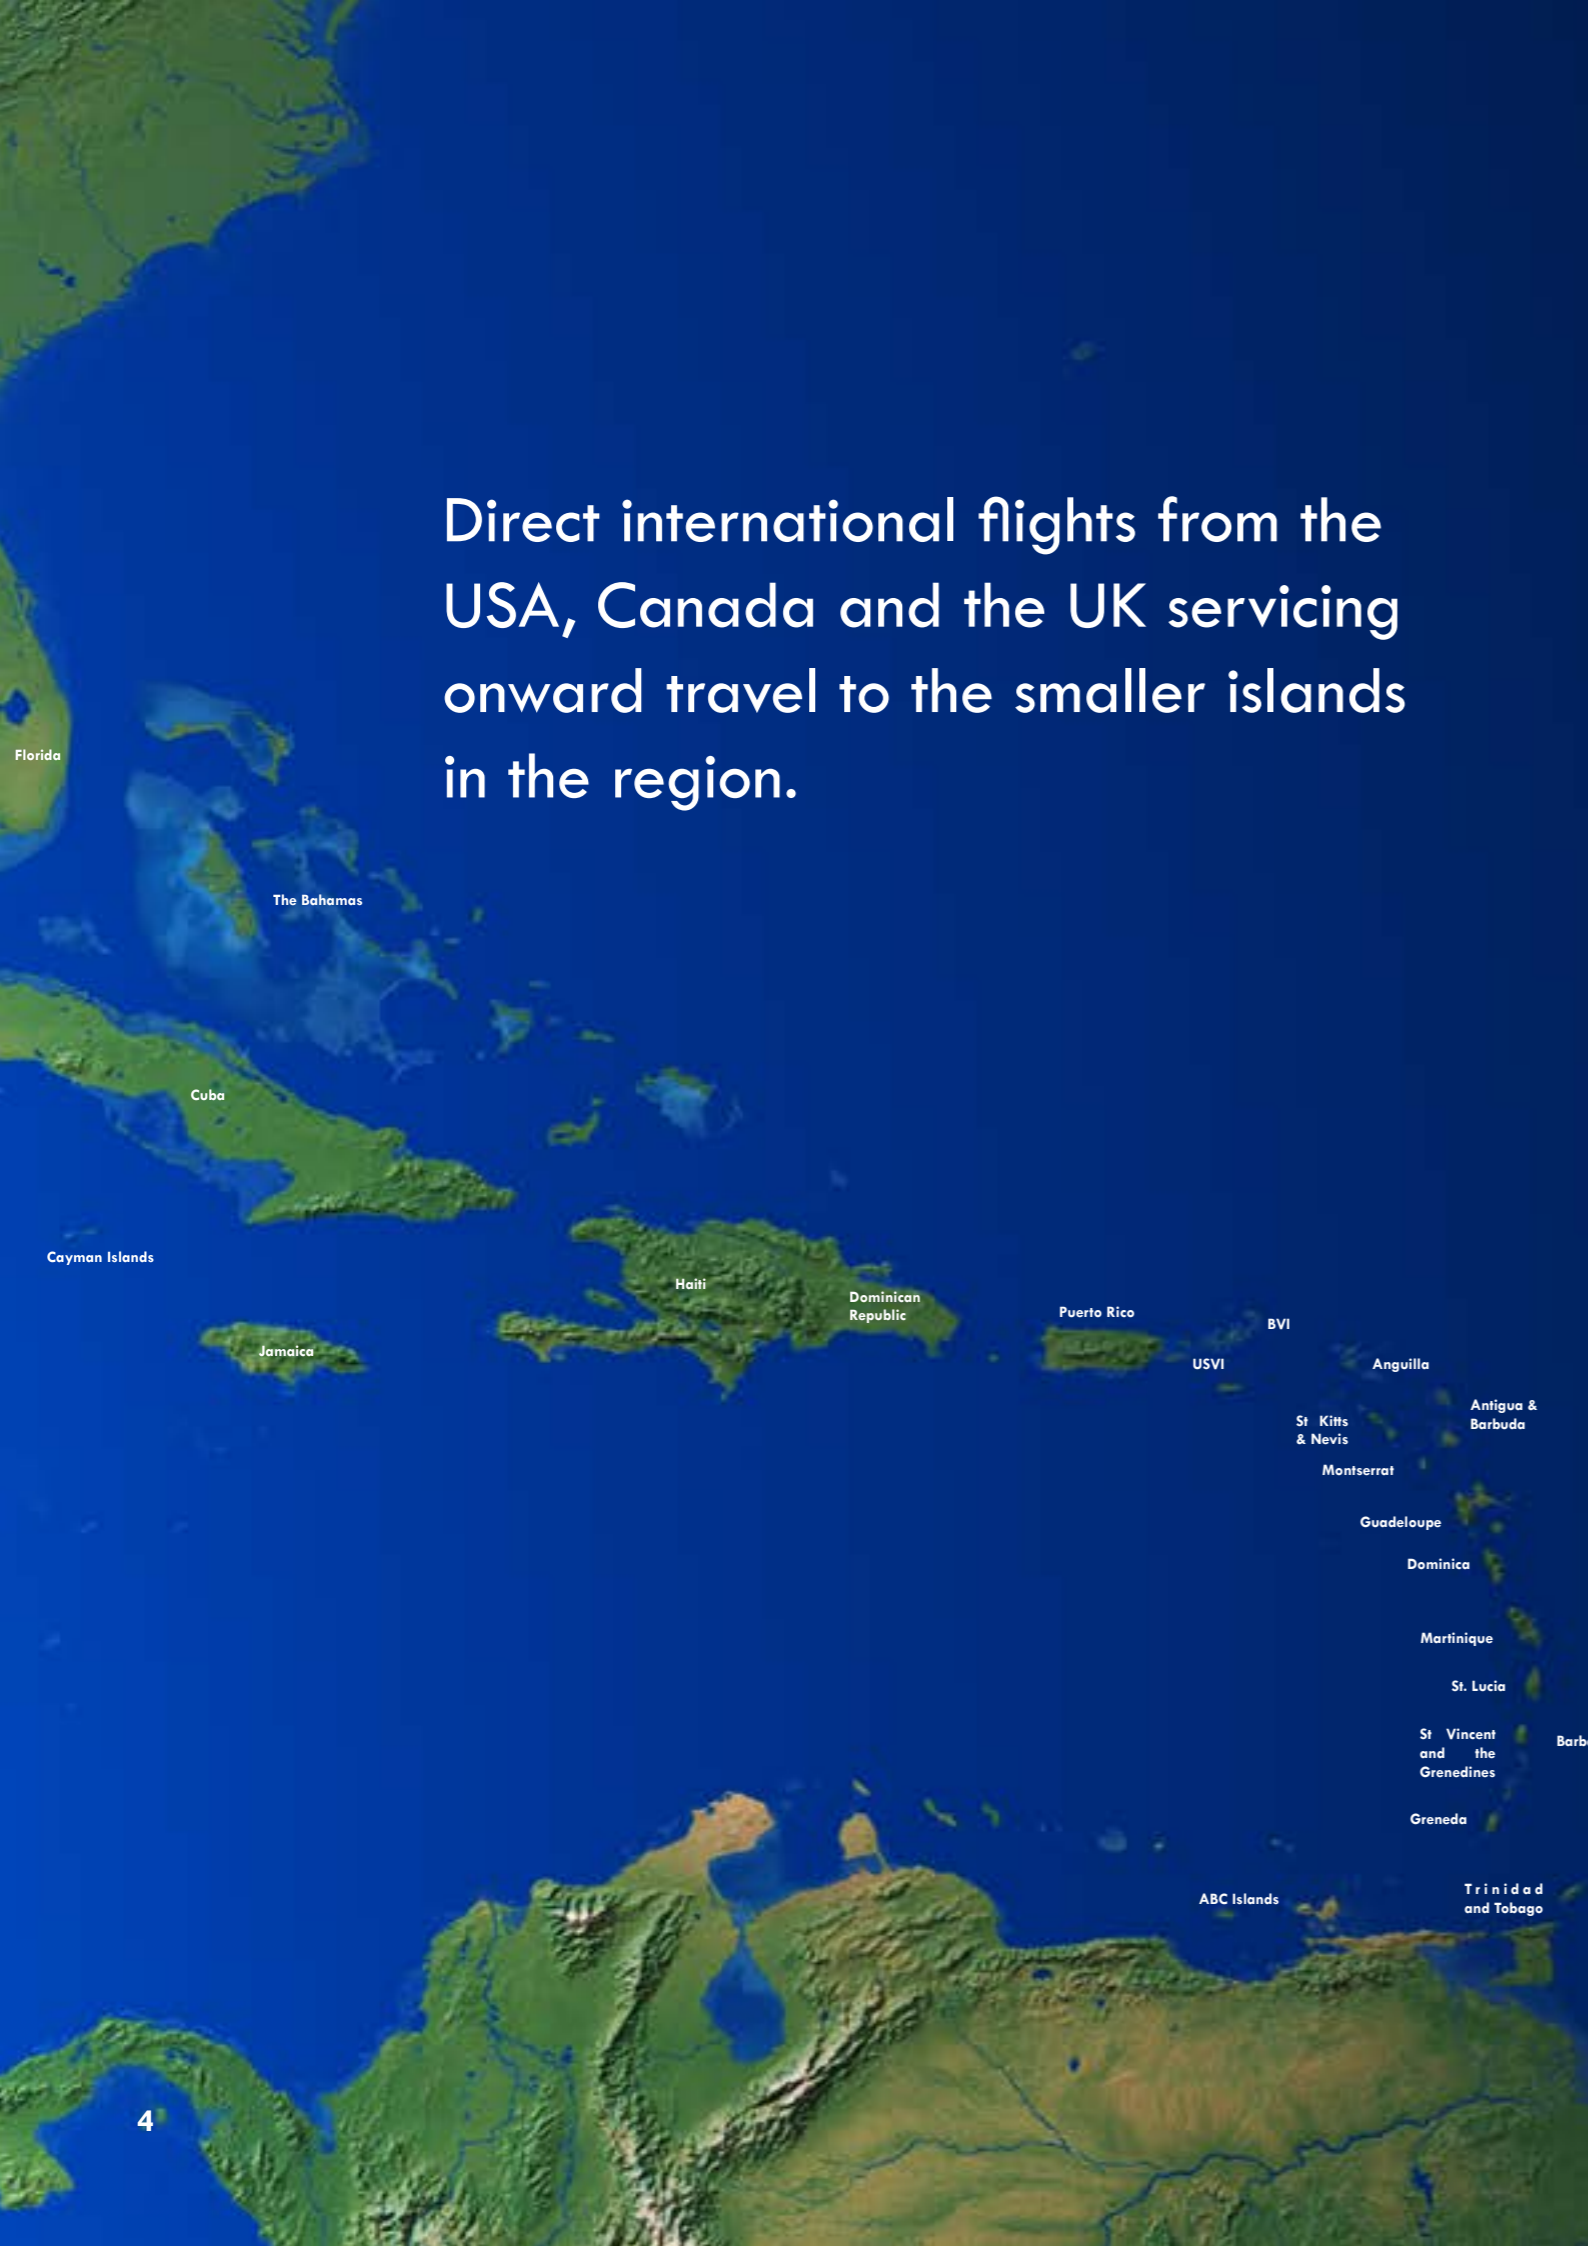 Direct international flights from the
USA, Canada and the UK servicing
onward travel to the smaller islands
in the region.
Florida
The Bahamas
Cuba
Cayman Islands
Haiti
Dominican
Republic
Jamaica
Puerto Rico
BVI
USVI
Anguilla
Antigua &
Barbuda
St Kitts
& Nevis
Montserrat
Guadeloupe
Dominica
Martinique
St. Lucia
St Vincent
and the
Grenedines
Barb
Greneda
ABC Islands
Trinidad
and Tobago
4